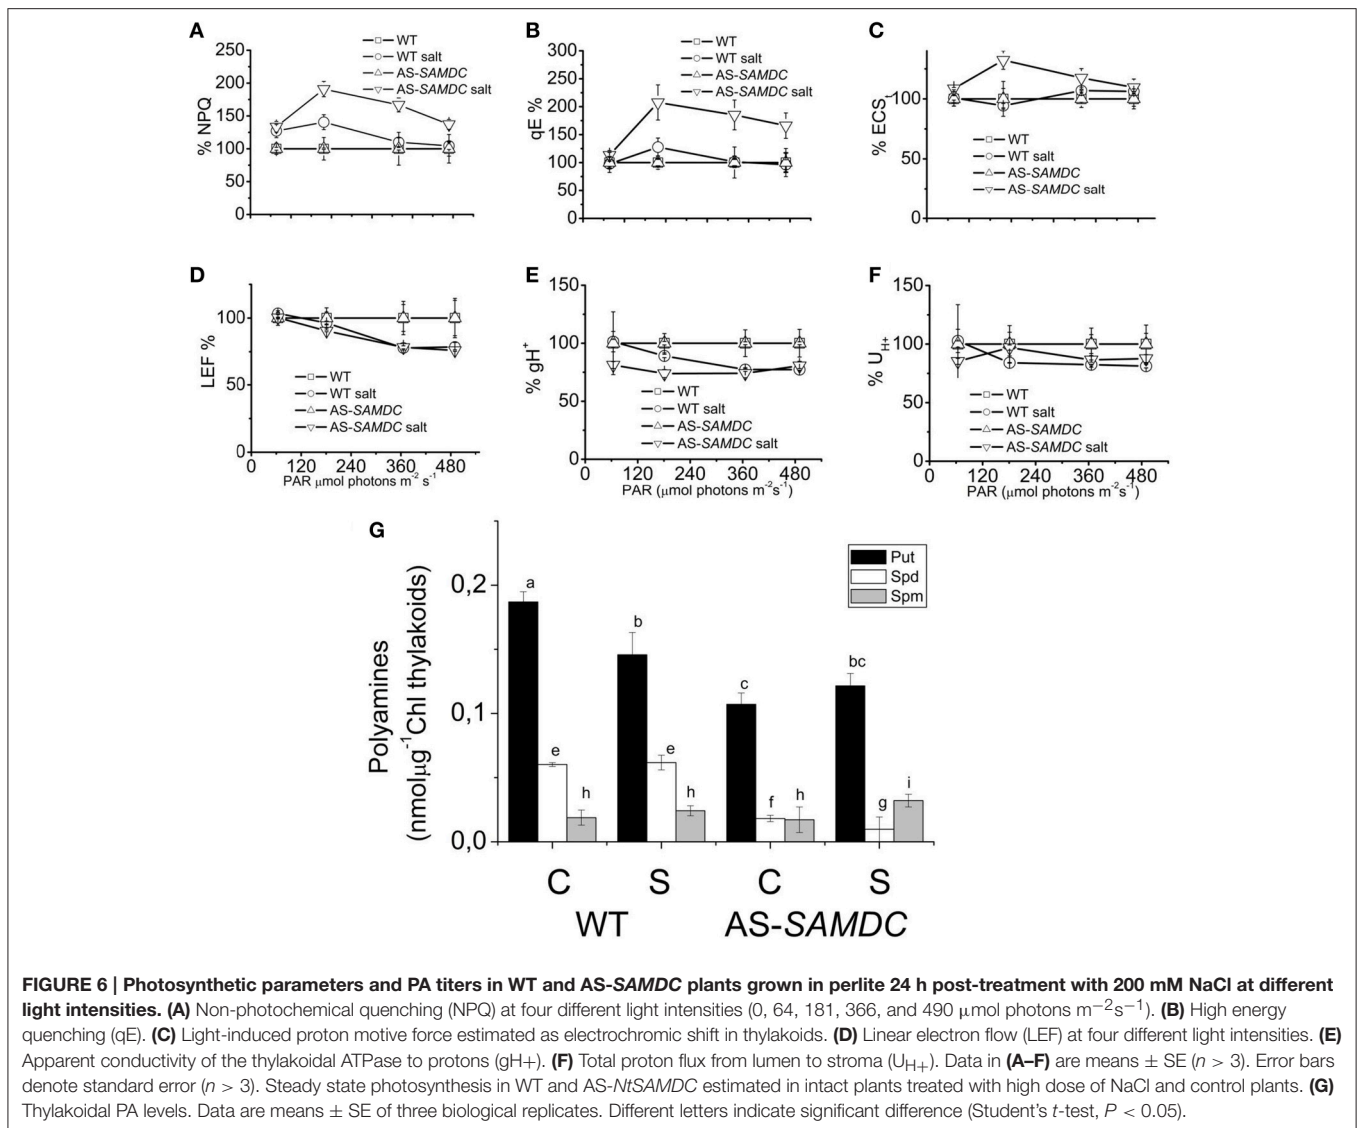 A
% NPQ
250
200
150
100
50
0
WT
WT salt
AS-SAMDC
AS-SAMDC salt
B
qE %
300
250
200
150
100
50
0
WT
WT salt
AS-SAMDC
AS-SAMDC salt
C
% ECSt
100
50
0
WT
WT salt
AS-SAMDC
AS-SAMDC salt
D
LEF %
100
50
0
WT
WT salt
AS-SAMDC
AS-SAMDC salt
0 120 240 360 480
PAR μmol photons m⁻² s⁻¹
E
% gH⁺
150
100
50
0
WT
WT salt
AS-SAMDC
AS-SAMDC salt
0 120 240 360 480
PAR (μmol photons m⁻²s⁻¹)
F
% UH+
150
100
50
0
WT
WT salt
AS-SAMDC
AS-SAMDC salt
0 120 240 360 480
PAR (μmol photons m⁻²s⁻¹)
G
Polyamines
(nmolμg⁻¹Chl thylakoids)
0,2
0,1
0,0
Put
Spd
Spm
a
e
h
b
e
h
c
f
h
bc
g
i
C S C S
WT AS-SAMDC
FIGURE 6 | Photosynthetic parameters and PA titers in WT and AS-SAMDC plants grown in perlite 24 h post-treatment with 200 mM NaCl at different
light intensities. (A) Non-photochemical quenching (NPQ) at four different light intensities (0, 64, 181, 366, and 490 μmol photons m−2s−1). (B) High energy
quenching (qE). (C) Light-induced proton motive force estimated as electrochromic shift in thylakoids. (D) Linear electron flow (LEF) at four different light intensities. (E)
Apparent conductivity of the thylakoidal ATPase to protons (gH+). (F) Total proton flux from lumen to stroma (UH+). Data in (A–F) are means ± SE (n > 3). Error bars
denote standard error (n > 3). Steady state photosynthesis in WT and AS-NtSAMDC estimated in intact plants treated with high dose of NaCl and control plants. (G)
Thylakoidal PA levels. Data are means ± SE of three biological replicates. Different letters indicate significant difference (Student's t-test, P < 0.05).